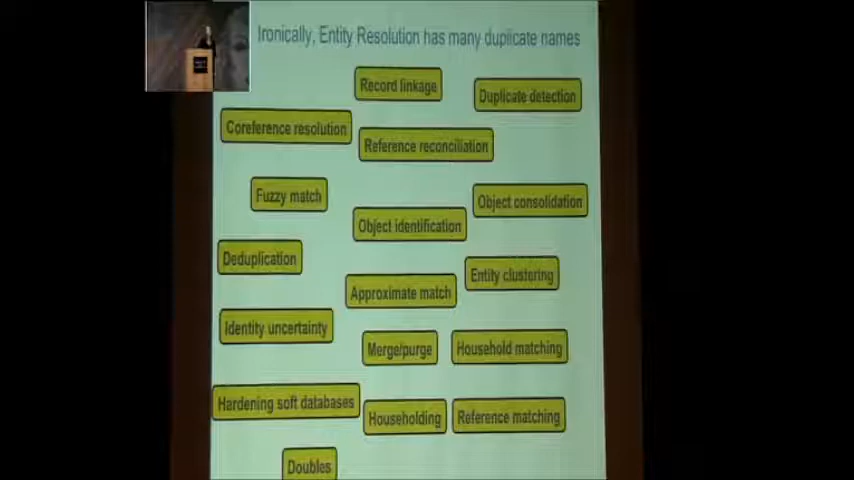 Ironically, Entity Resolution has many duplicate names
Record linkage
Duplicate detection
Coreference resolution
Reference reconciliation
Fuzzy match
Object consolidation
Object identification
Deduplication
Entity clustering
Approximate match
Identity uncertainty
Merge/purge
Household matching
Hardening soft databases
Householding
Reference matching
Doubles